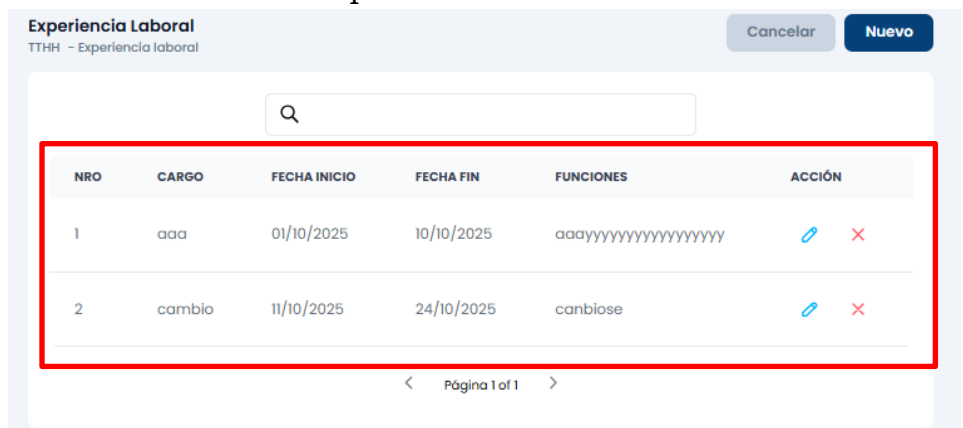 Experiencia Laboral
TTHH - Experiencia laboral
Cancelar
Nuevo
NRO CARGO FECHA INICIO FECHA FIN FUNCIONES ACCIÓN
1 aaa 01/10/2025 10/10/2025 aaayyyyyyyyyyyyyyyyyy
2 cambio 11/10/2025 24/10/2025 canbiose
Página 1 of 1